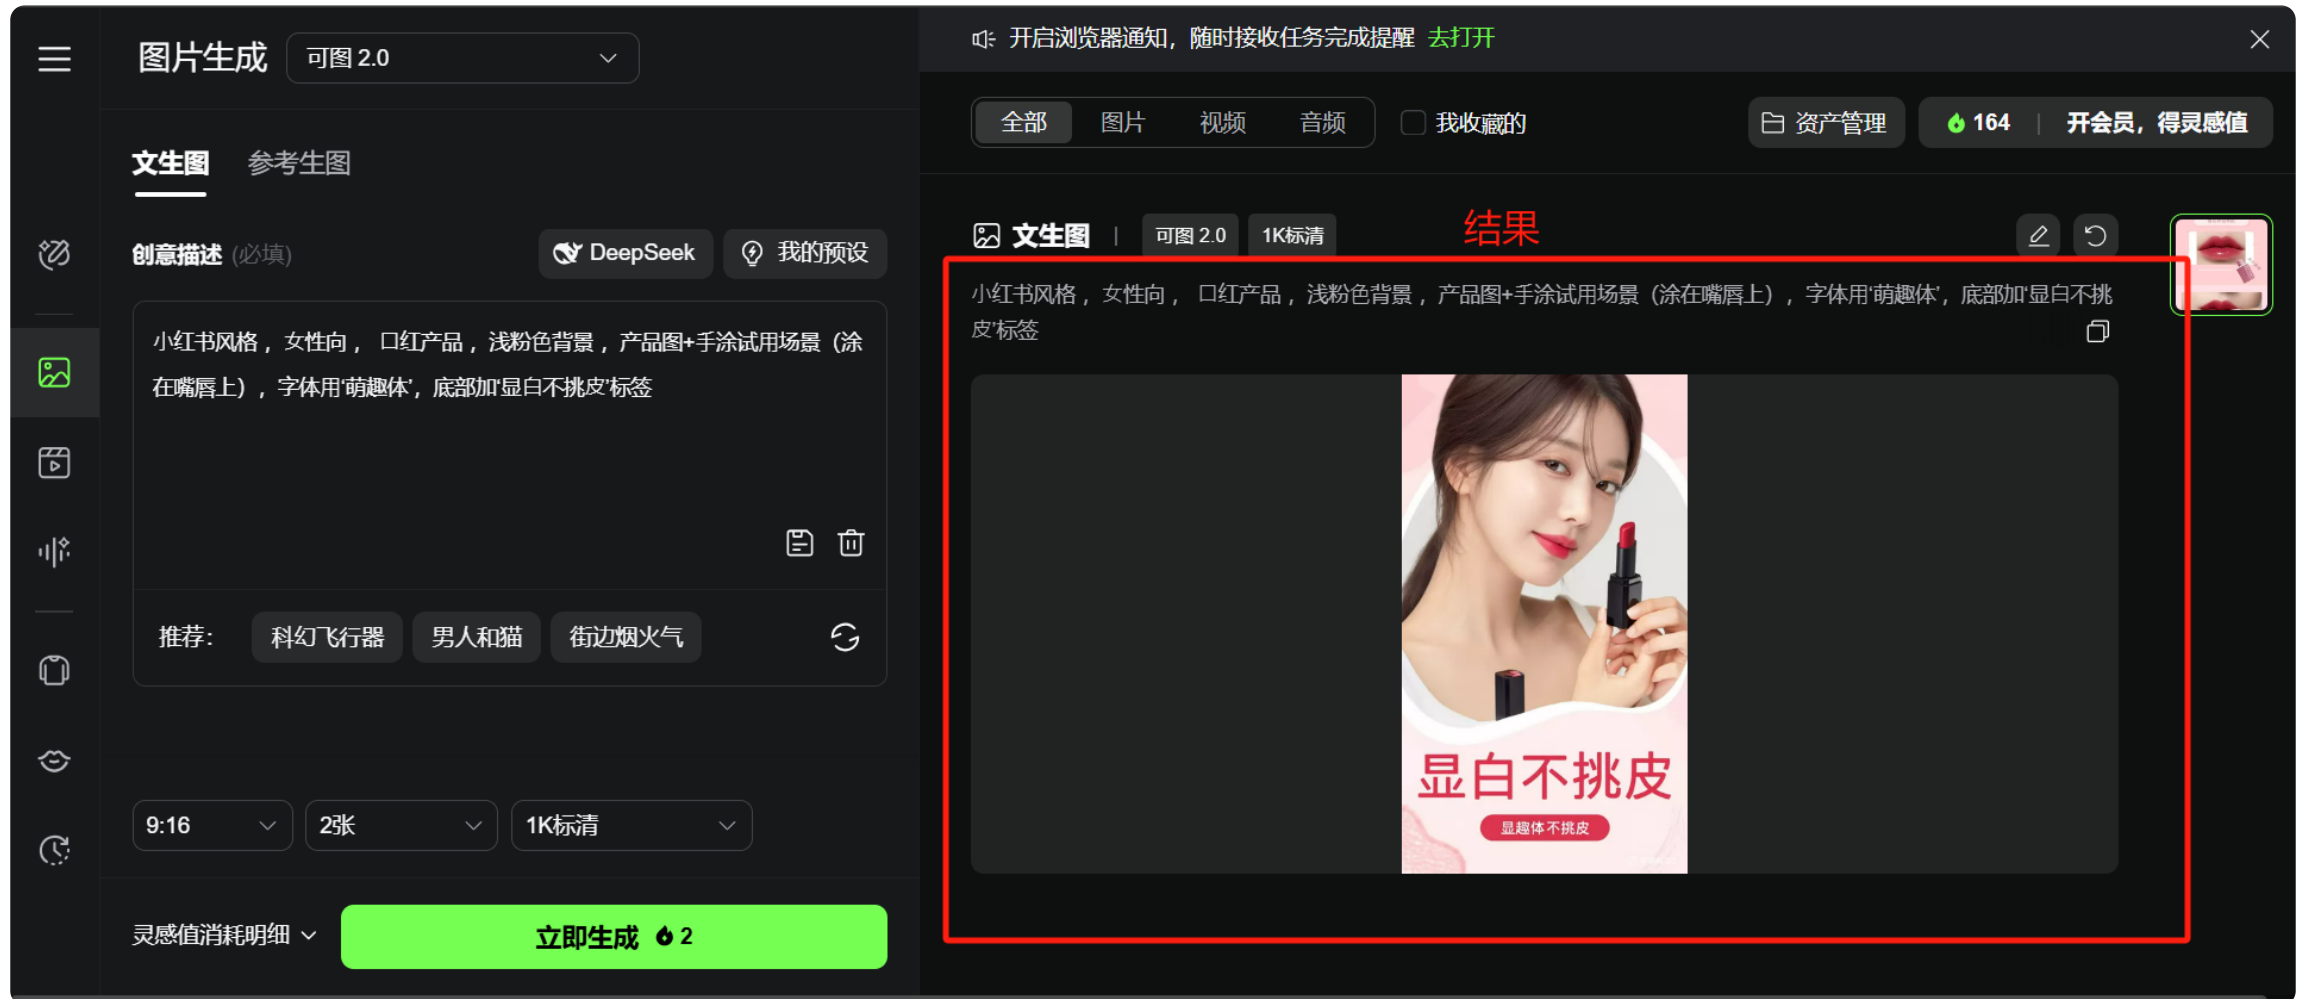 图片生成
可图 2.0
文生图
参考生图
创意描述 (必填)
DeepSeek
我的预设
小红书风格，女性向， 口红产品，浅粉色背景，产品图+手涂试用场景（涂
在嘴唇上），字体用‘萌趣体’，底部加‘显白不挑皮’标签
推荐：
科幻飞行器
男人和猫
街边烟火气
9:16
2张
1K标清
灵感值消耗明细
立即生成 2
开启浏览器通知，随时接收任务完成提醒 去打开
全部
图片
视频
音频
我收藏的
资产管理
164 | 开会员，得灵感值
文生图 |
可图 2.0
1K标清
结果
小红书风格，女性向， 口红产品，浅粉色背景，产品图+手涂试用场景（涂在嘴唇上），字体用‘萌趣体’，底部加‘显白不挑
皮’标签
显白不挑皮
显趣体不挑皮